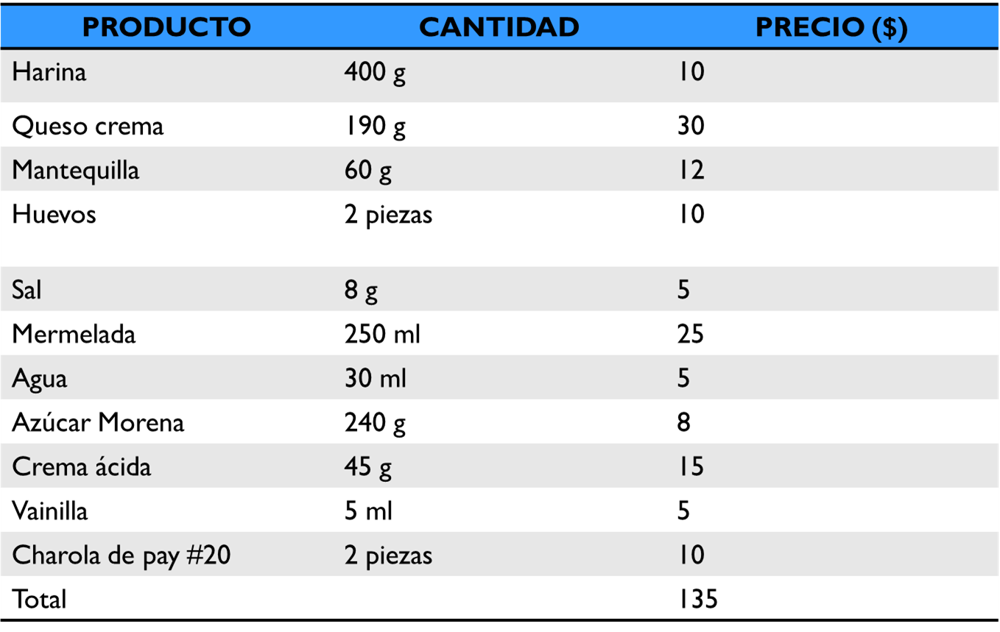 PRODUCTO CANTIDAD PRECIO ($)
Harina 400 g 10
Queso crema 190 g 30
Mantequilla 60 g 12
Huevos 2 piezas 10
Sal 8 g 5
Mermelada 250 ml 25
Agua 30 ml 5
Azúcar Morena 240 g 8
Crema ácida 45 g 15
Vainilla 5 ml 5
Charola de pay #20 2 piezas 10
Total 135